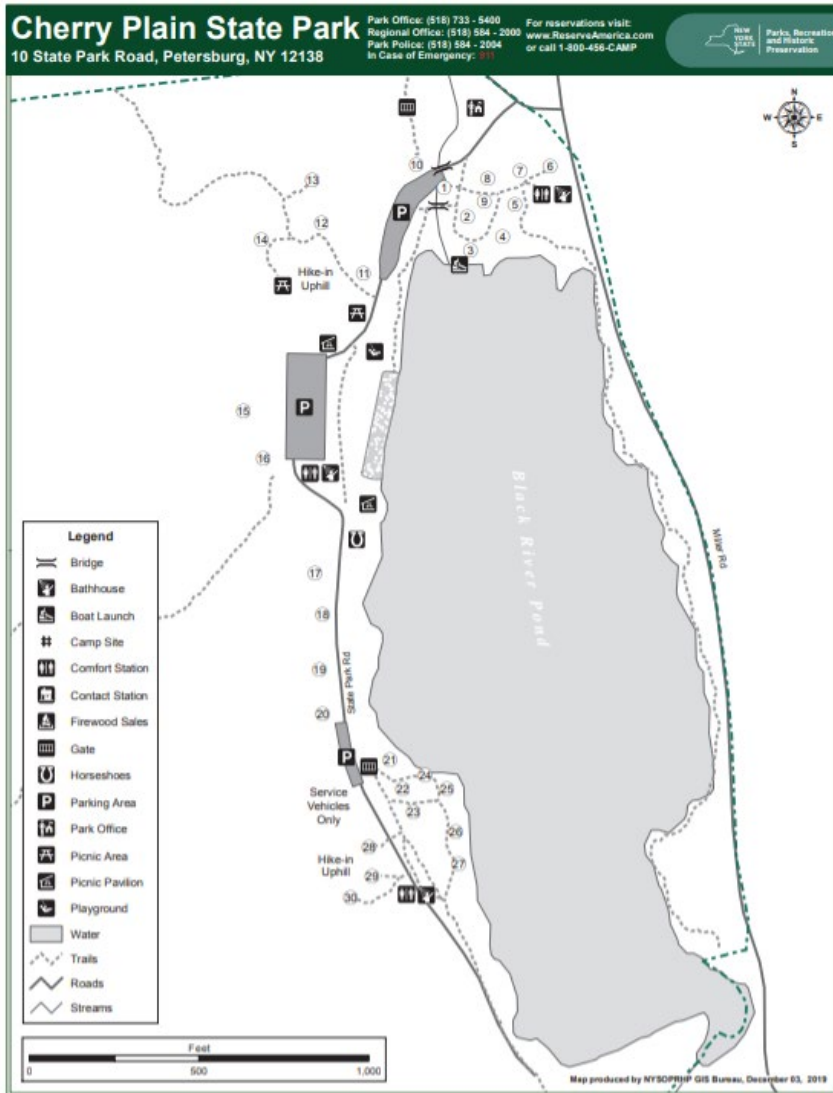 Cherry Plain State Park
10 State Park Road, Petersburg, NY 12138
Park Office: (518) 733 - 5400
Regional Office: (518) 584 - 2000
Park Police: (518) 584 - 2004
In Case of Emergency: 911
For reservations visit:
www.ReserveAmerica.com
or call 1-800-456-CAMP
NEW
YORK
STATE
Parks, Recreation
and Historic
Preservation
N
W E
S
10
P
1
8
7
6
9
2
5
4
3
13
12
14
11
Hike-in
Uphill
P
15
16
Black River Pond
Miller Rd
17
18
19
State Park Rd
20
P
21
24
22
25
23
26
27
28
29
30
Service
Vehicles
Only
Hike-in
Uphill
Legend
Bridge
Bathhouse
Boat Launch
Camp Site
Comfort Station
Contact Station
Firewood Sales
Gate
Horseshoes
P Parking Area
Park Office
Picnic Area
Picnic Pavilion
Playground
Water
Trails
Roads
Streams
Feet
0 500 1,000
Map produced by NYSOPRHP GIS Bureau, December 03, 2019